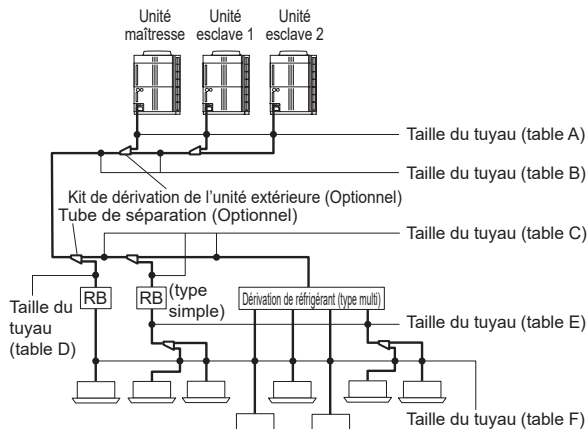 Unité
maîtresse
Unité
esclave 1
Unité
esclave 2
Taille du tuyau (table A)
Taille du tuyau (table B)
Kit de dérivation de l’unité extérieure (Optionnel)
Tube de séparation (Optionnel)
Taille du tuyau (table C)
RB
RB
(type
simple)
Dérivation de réfrigérant (type multi)
Taille du
tuyau
(table D)
Taille du tuyau (table E)
Taille du tuyau (table F)